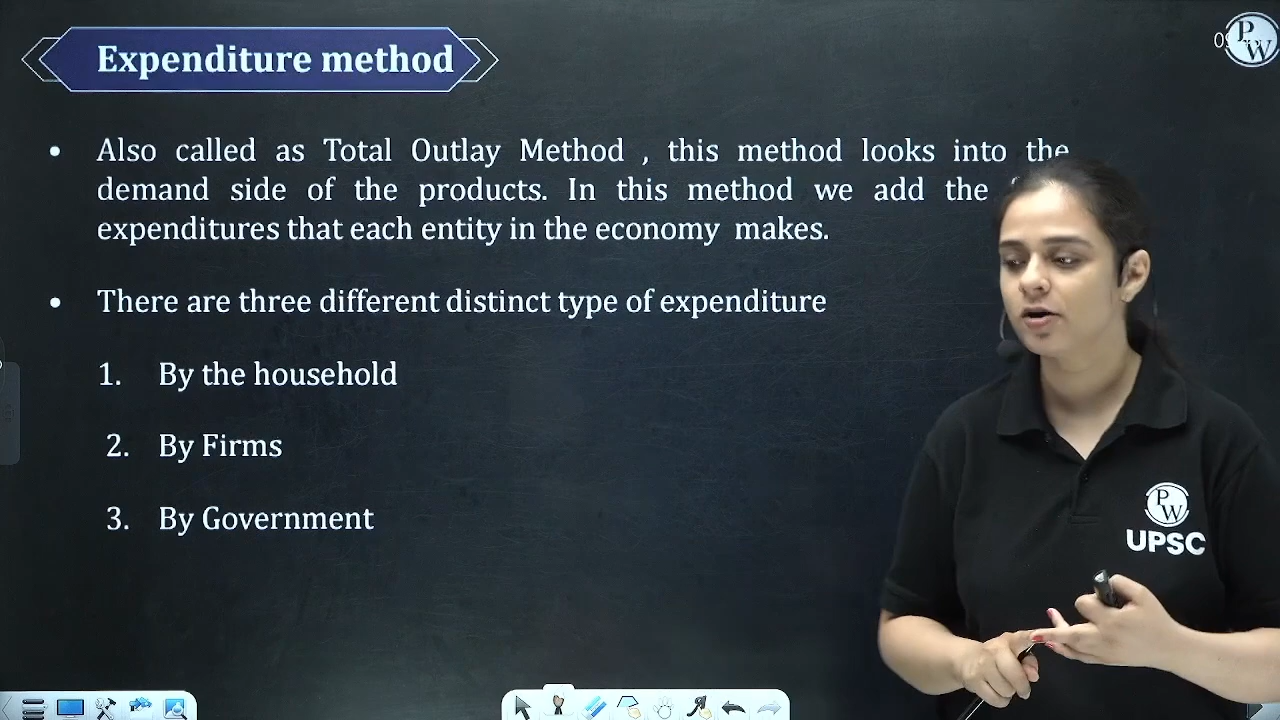 Expenditure method
PW
• Also called as Total Outlay Method , this method looks into the
demand side of the products. In this method we add the
expenditures that each entity in the economy makes.
• There are three different distinct type of expenditure
1. By the household
2. By Firms
3. By Government
PW
UPSC